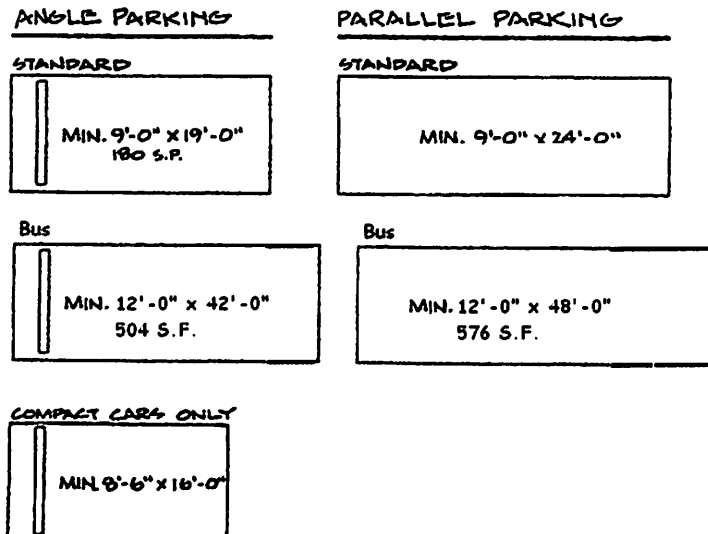 ANGLE PARKING
STANDARD
MIN. 9'-0" X 19'-0"
180 S.F.
Bus
MIN. 12'-0" x 42'-0"
504 S.F.
COMPACT CARS ONLY
MIN. 8'-6" X 16'-0"
PARALLEL PARKING
STANDARD
MIN. 9'-0" X 24'-0"
Bus
MIN. 12'-0" x 48'-0"
576 S.F.